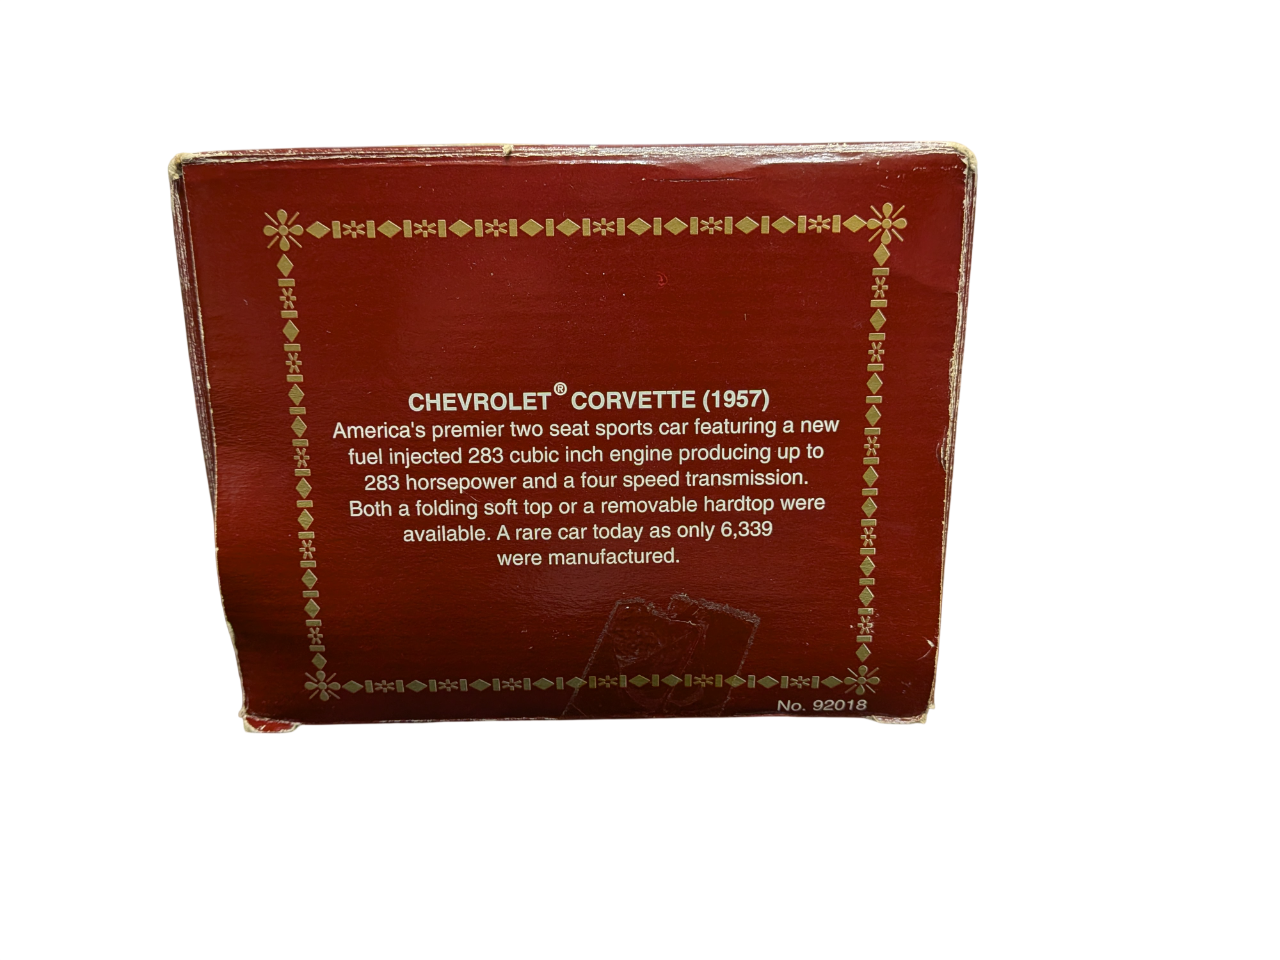 CHEVROLET® CORVETTE (1957)
America's premier two seat sports car featuring a new
fuel injected 283 cubic inch engine producing up to
283 horsepower and a four speed transmission.
Both a folding soft top or a removable hardtop were
available. A rare car today as only 6,339
were manufactured.
No. 92018